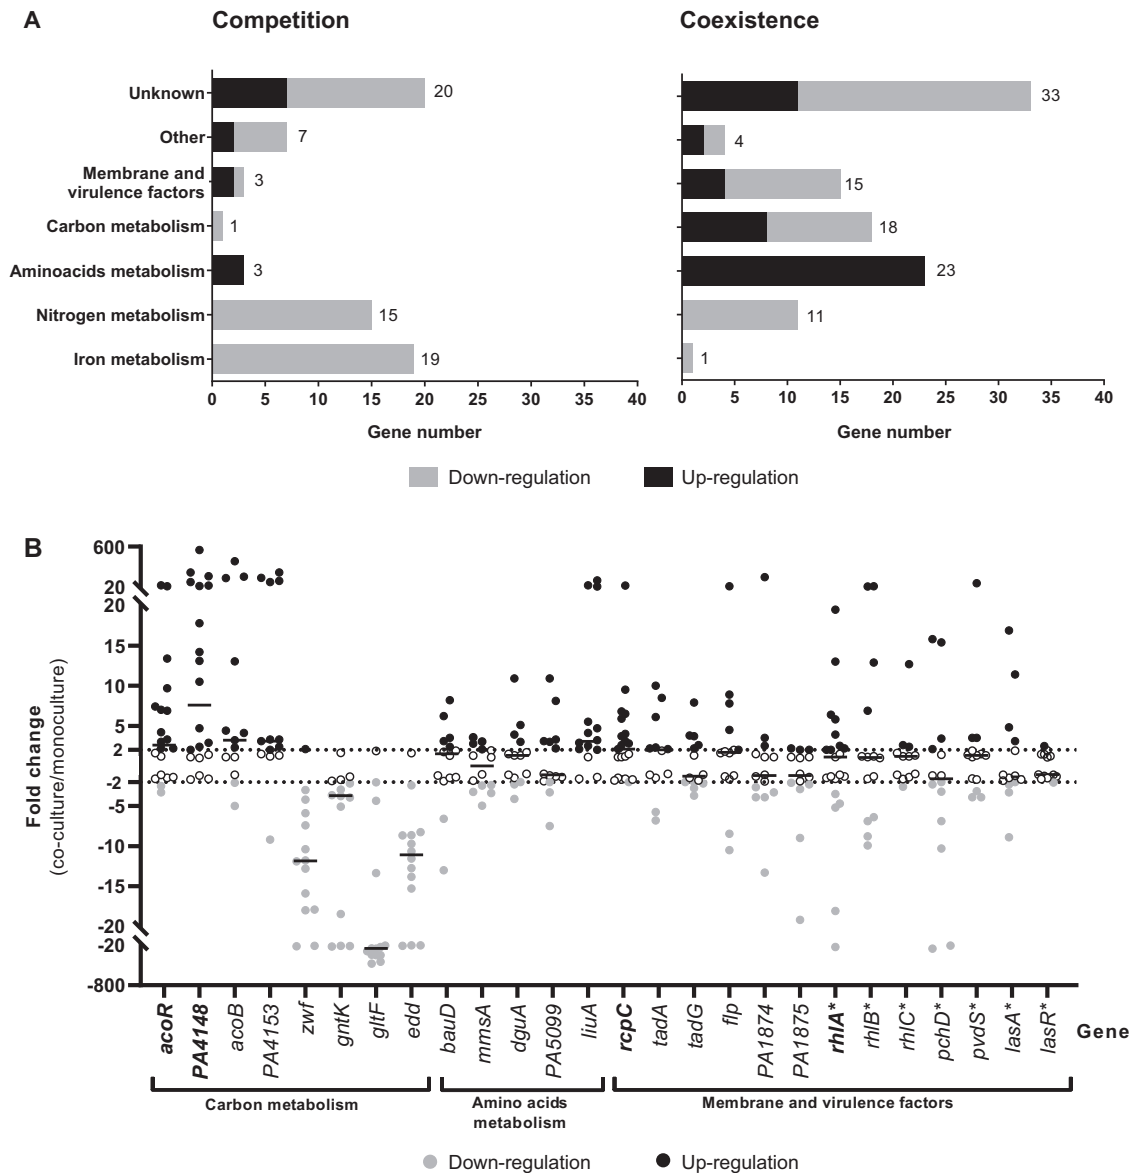 A
Competition
Coexistence
Unknown
20
33
Other
7
4
Membrane and
virulence factors
3
15
Carbon metabolism
1
18
Aminoacids metabolism
3
23
Nitrogen metabolism
15
11
Iron metabolism
19
1
0 5 10 15 20 25 30 35 40
0 5 10 15 20 25 30 35 40
Gene number
Gene number
Down-regulation
Up-regulation
B
Fold change
(co-culture/monoculture)
600
20
20
15
10
5
2
-2
-5
-10
-15
-20
-20
-800
acoR
PA4148
acoB
PA4153
zwf
gntK
gltF
edd
bauD
mmsA
dguA
PA5099
liuA
rcpC
tadA
tadG
flp
PA1874
PA1875
rhlA*
rhlB*
rhlC*
pchD*
pvdS*
lasA*
lasR*
Gene
Carbon metabolism
Amino acids
metabolism
Membrane and virulence factors
Down-regulation
Up-regulation